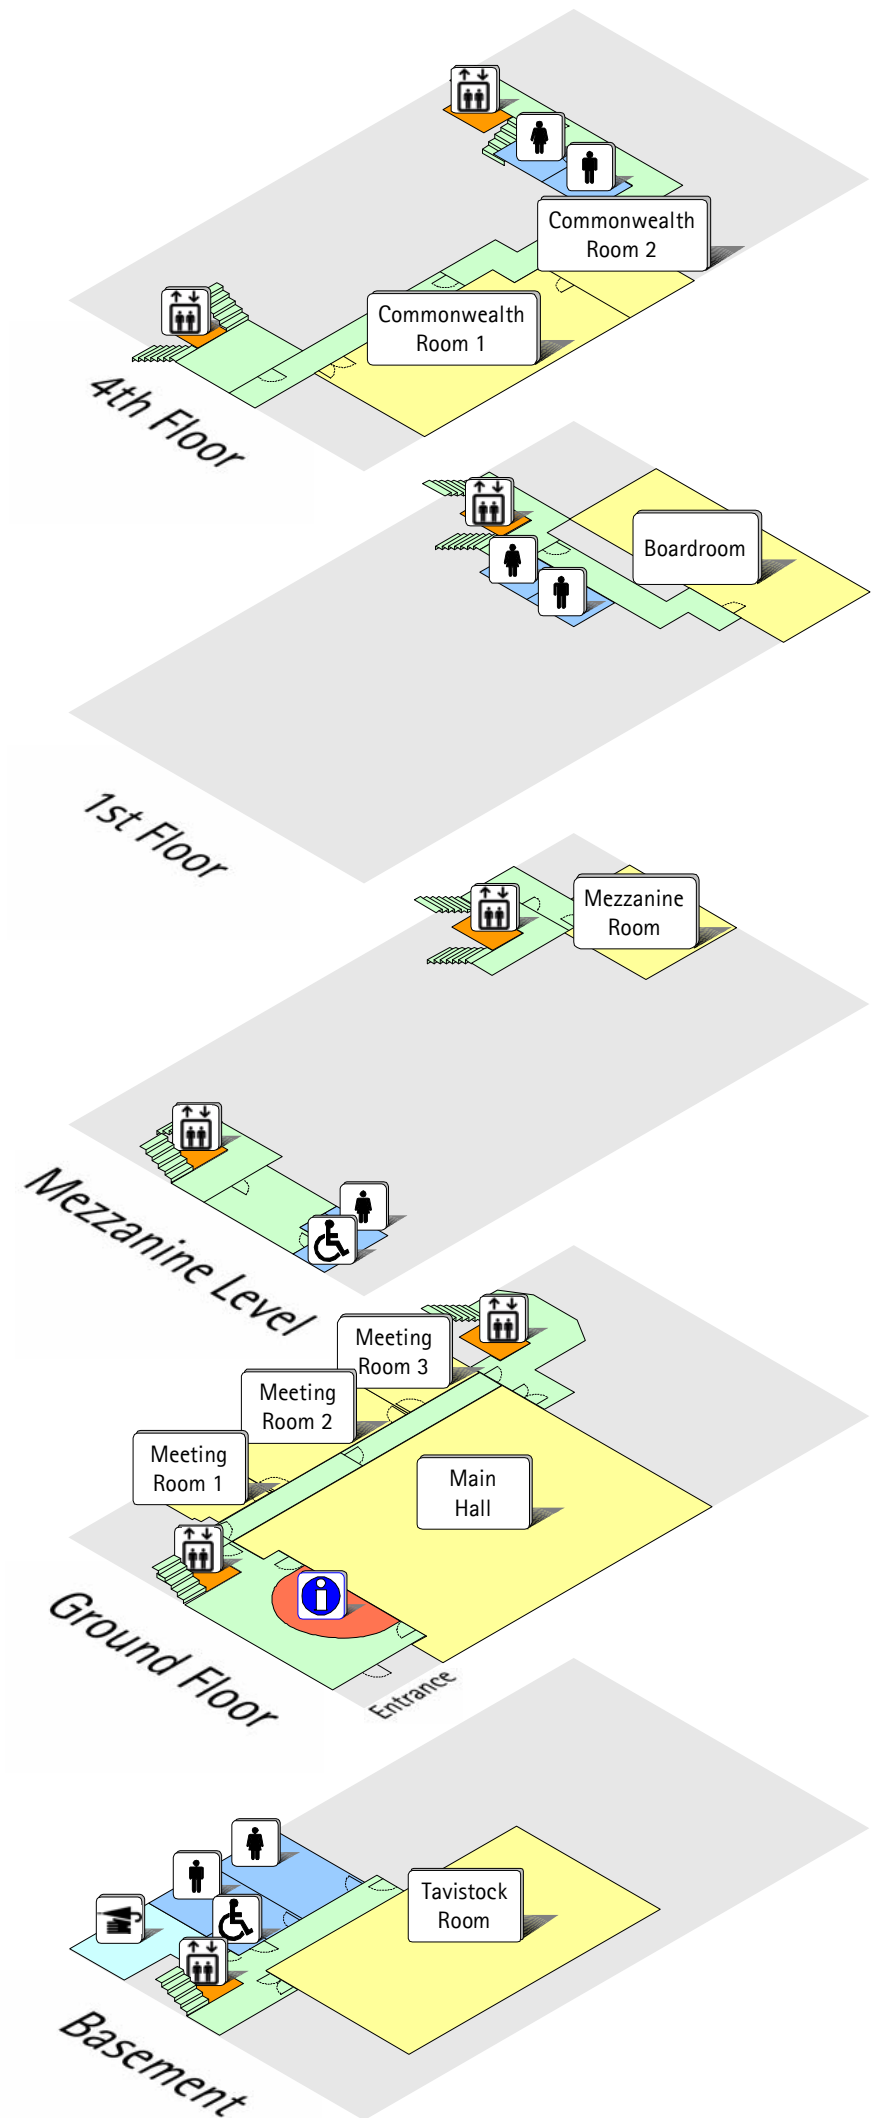 Commonwealth
Room 2
Commonwealth
Room 1
4th Floor
Boardroom
1st Floor
Mezzanine
Room
Mezzanine Level
Meeting
Room 3
Meeting
Room 2
Meeting
Room 1
Main
Hall
Ground Floor
Entrance
Tavistock
Room
Basement